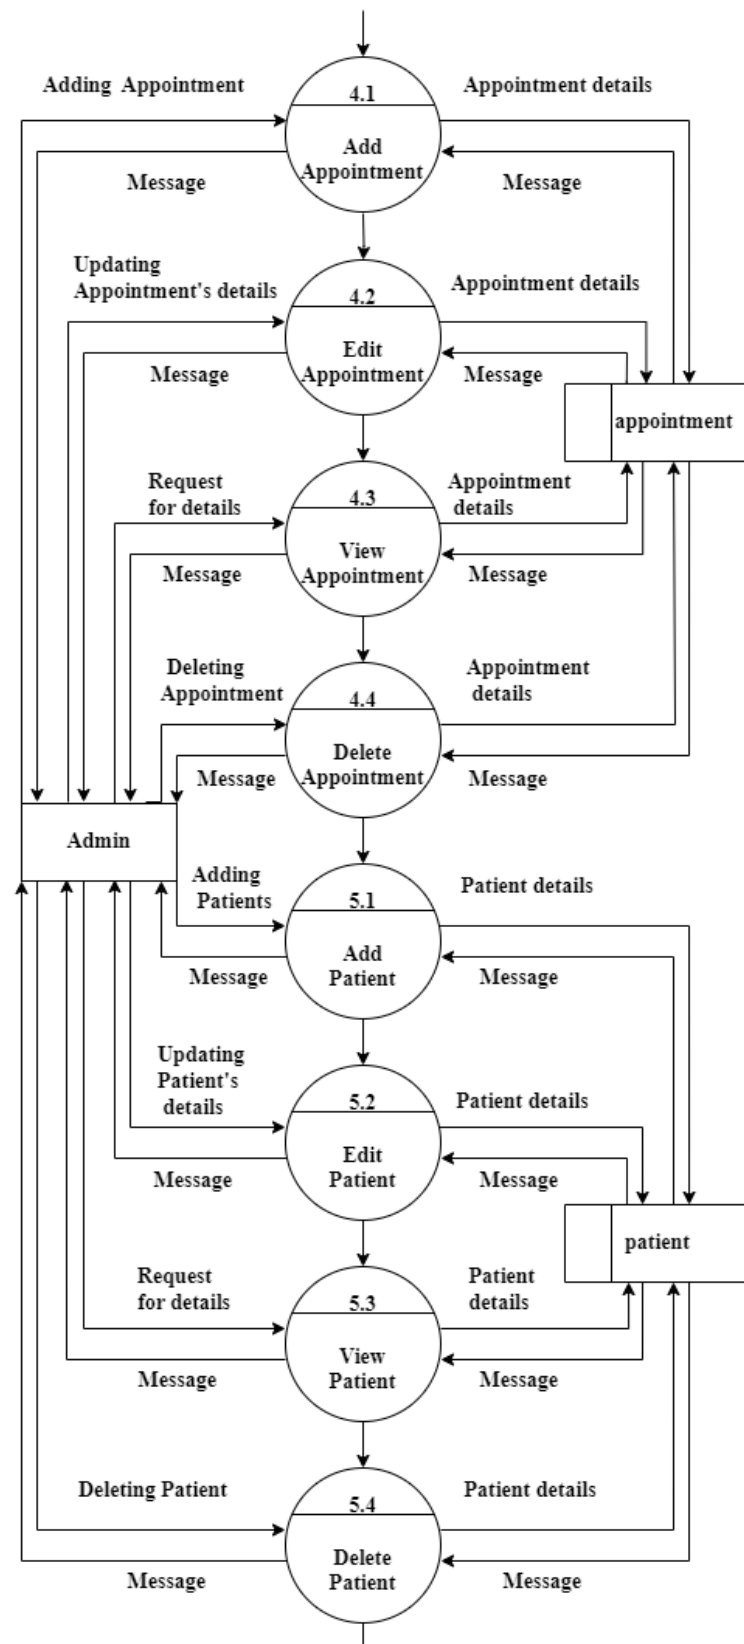 Adding  Appointment
Appointment details
4.1
Add
Appointment
Message
Message
Updating
Appointment's details
Appointment details
4.2
Edit
Appointment
Message
Message
appointment
Request
for details
Appointment
details
4.3
View
Appointment
Message
Message
Deleting
Appointment
Appointment
details
4.4
Delete
Appointment
Message
Message
Admin
Adding
Patients
Patient details
5.1
Add
Patient
Message
Message
Updating
Patient's
details
Patient details
5.2
Edit
Patient
Message
Message
patient
Request
for details
Patient
details
5.3
View
Patient
Message
Message
Deleting Patient
Patient details
5.4
Delete
Patient
Message
Message